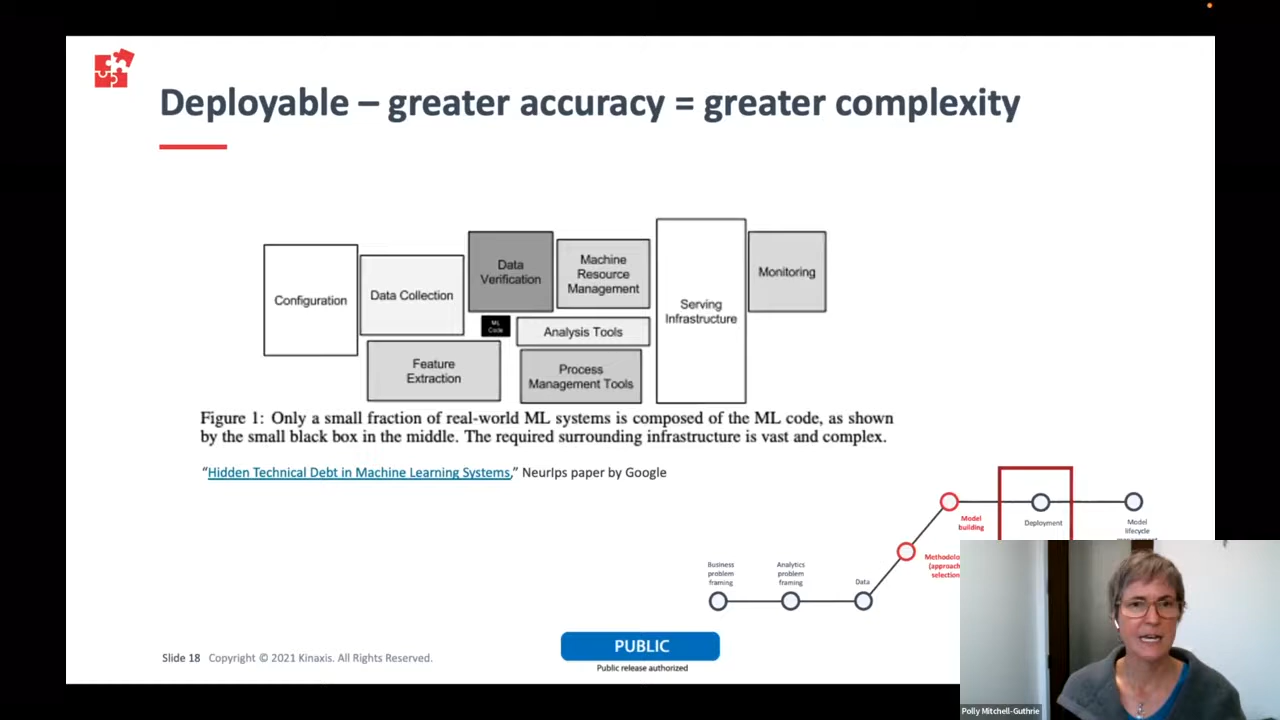 Deployable – greater accuracy = greater complexity
Configuration
Data Collection
Data
Verification
Machine
Resource
Management
Serving
Infrastructure
Monitoring
ML
Code
Analysis Tools
Feature
Extraction
Process
Management Tools
Figure 1: Only a small fraction of real-world ML systems is composed of the ML code, as shown
by the small black box in the middle. The required surrounding infrastructure is vast and complex.
“Hidden Technical Debt in Machine Learning Systems,” NeurIps paper by Google
Business
problem
framing
Analytics
problem
framing
Data
Methodolo
(approach
selection
Model
building
Deployment
Model
lifecycle
Slide 18 Copyright © 2021 Kinaxis. All Rights Reserved.
PUBLIC
Public release authorized
Polly Mitchell-Guthrie